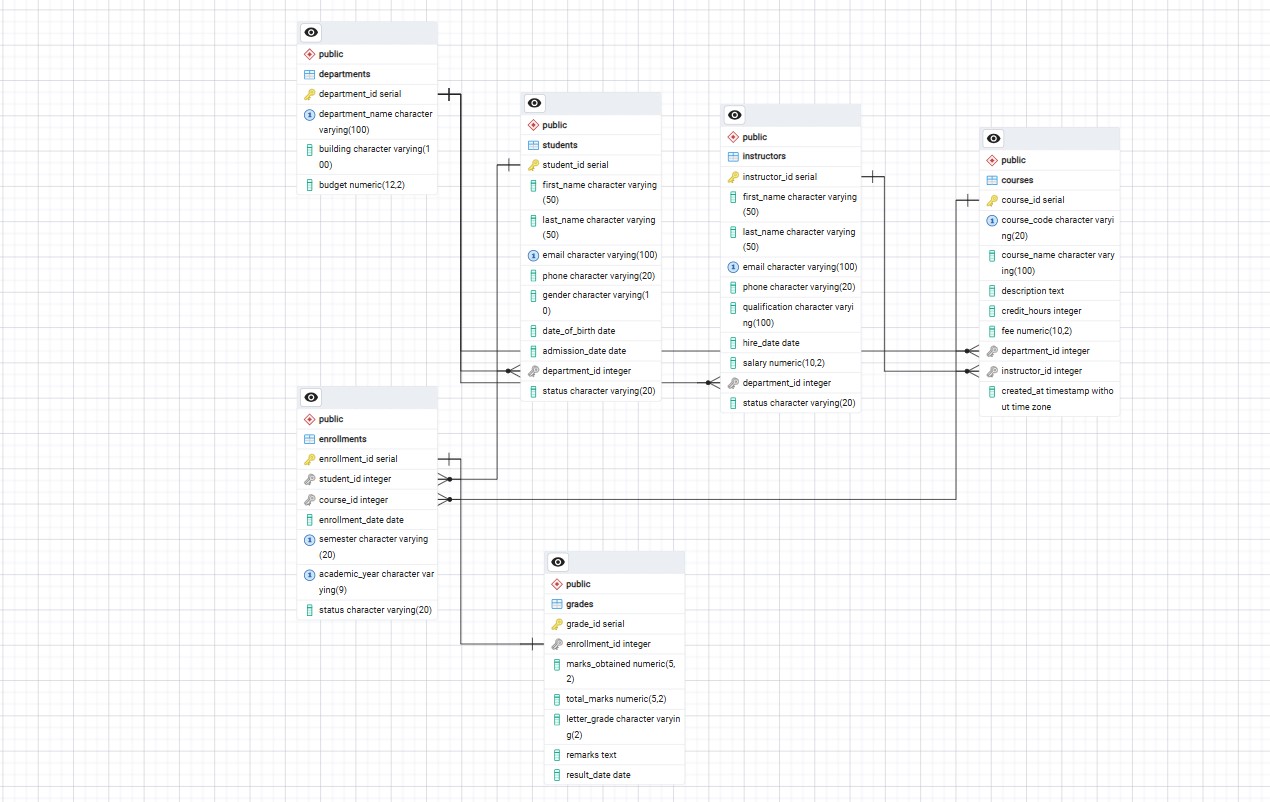 public
departments
department_id serial
department_name character
varying(100)
building character varying(1
00)
budget numeric(12,2)
public
students
student_id serial
first_name character varying
(50)
last_name character varying
(50)
email character varying(100)
phone character varying(20)
gender character varying(1
0)
date_of_birth date
admission_date date
department_id integer
status character varying(20)
public
instructors
instructor_id serial
first_name character varying
(50)
last_name character varying
(50)
email character varying(100)
phone character varying(20)
qualification character varyi
ng(100)
hire_date date
salary numeric(10,2)
department_id integer
status character varying(20)
public
courses
course_id serial
course_code character varyi
ng(20)
course_name character vary
ing(100)
description text
credit_hours integer
fee numeric(10,2)
department_id integer
instructor_id integer
created_at timestamp witho
ut time zone
public
enrollments
enrollment_id serial
student_id integer
course_id integer
enrollment_date date
semester character varying
(20)
academic_year character var
ying(9)
status character varying(20)
public
grades
grade_id serial
enrollment_id integer
marks_obtained numeric(5,
2)
total_marks numeric(5,2)
letter_grade character varyin
g(2)
remarks text
result_date date